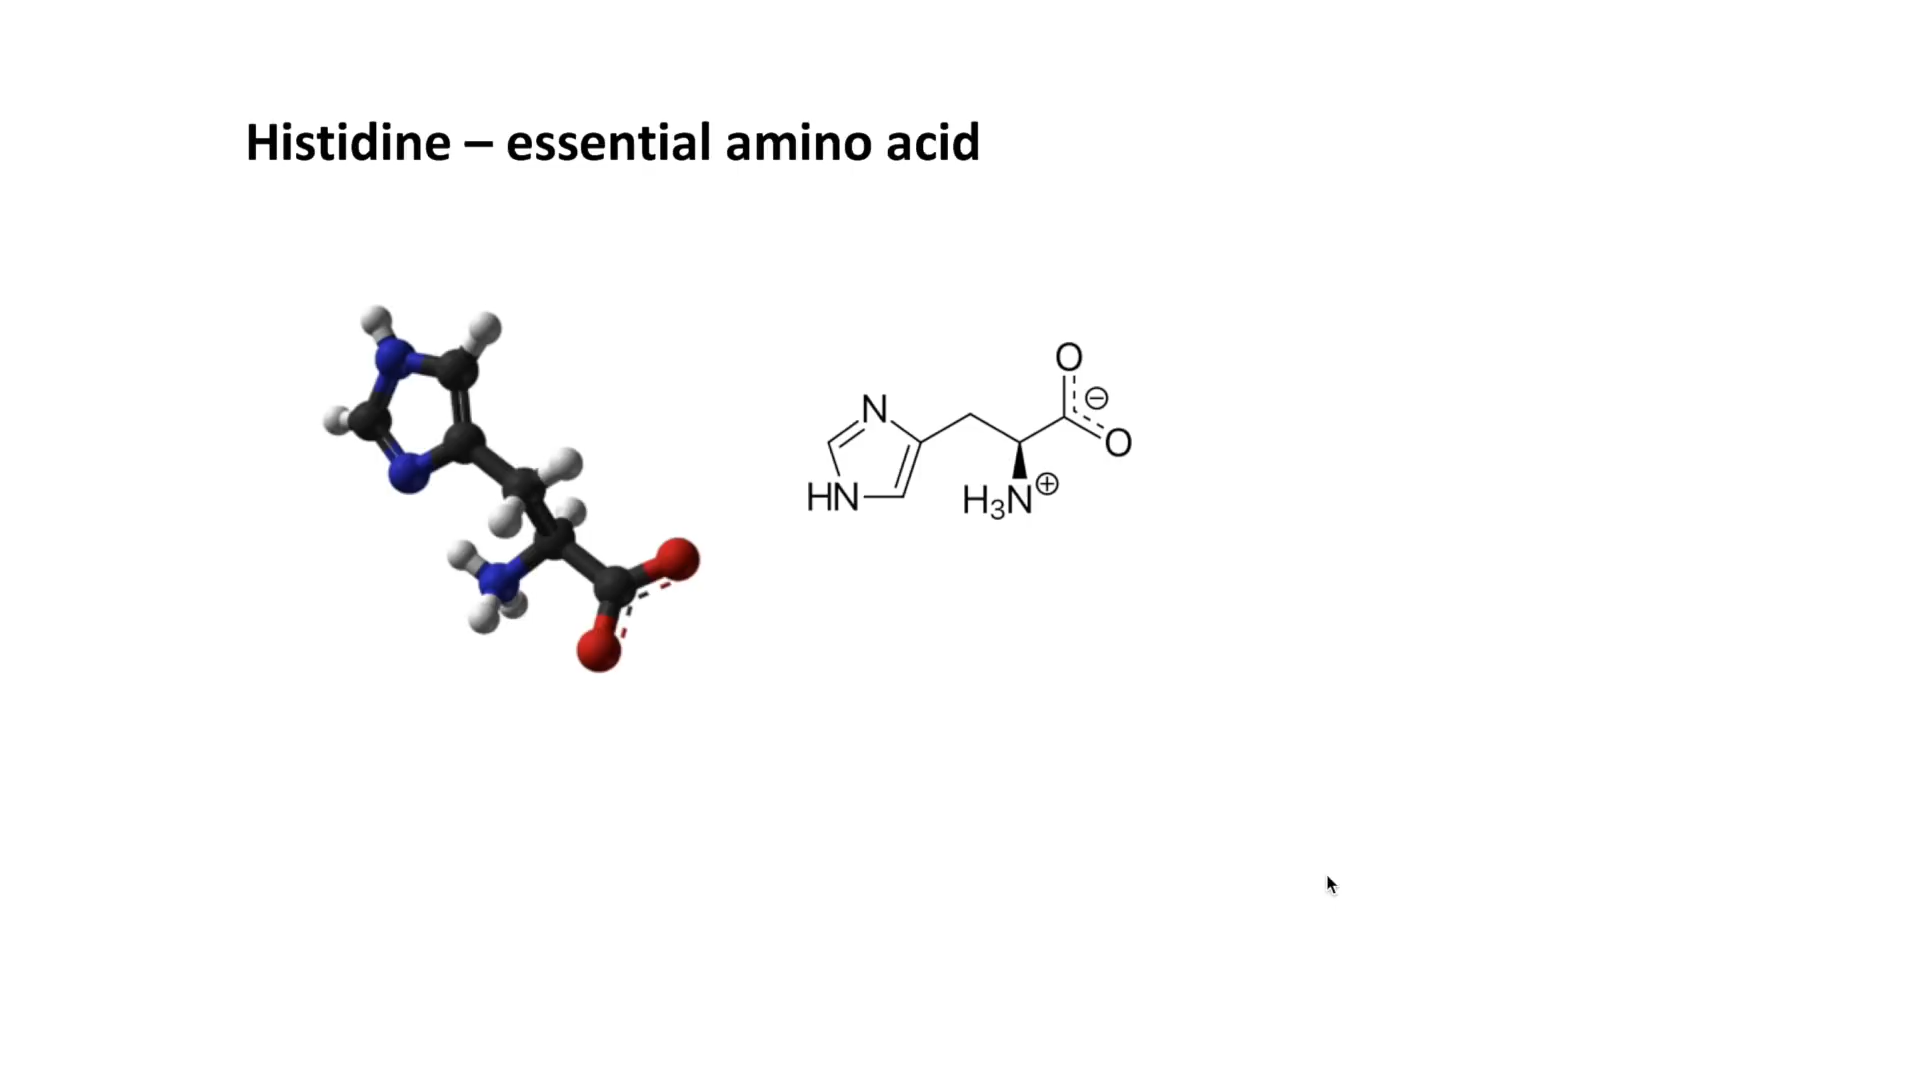 Histidine – essential amino acid
O
⊖
N
O
HN
H₃N⊕